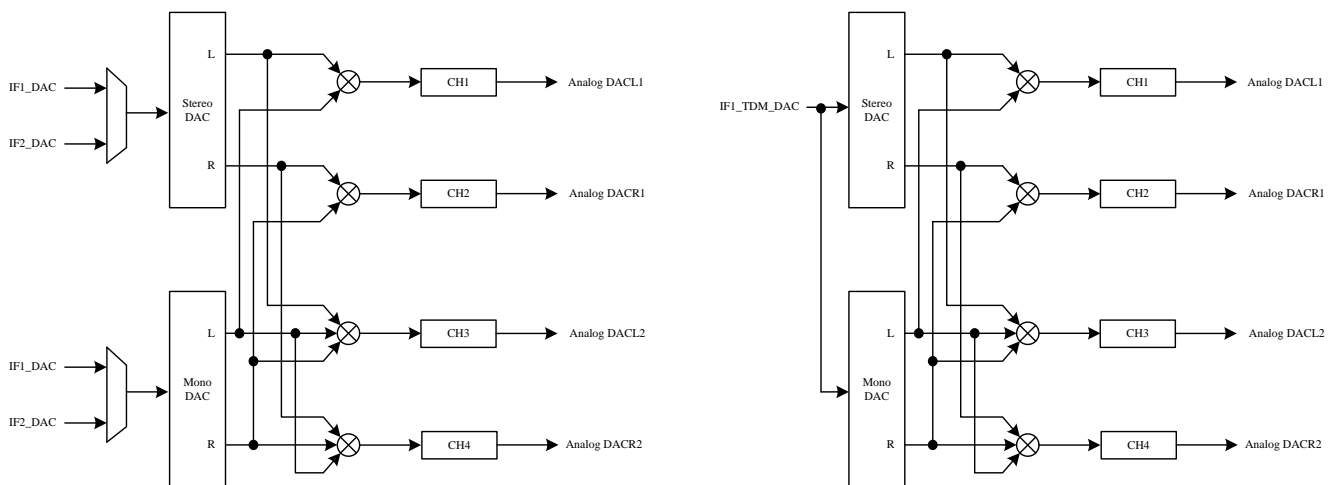 L
CH1
Analog DACL1
IF1_DAC
Stereo
DAC
IF2_DAC
R
CH2
Analog DACR1
L
CH3
Analog DACL2
IF1_DAC
Mono
DAC
IF2_DAC
R
CH4
Analog DACR2
L
CH1
Analog DACL1
IF1_TDM_DAC
Stereo
DAC
R
CH2
Analog DACR1
L
CH3
Analog DACL2
Mono
DAC
R
CH4
Analog DACR2